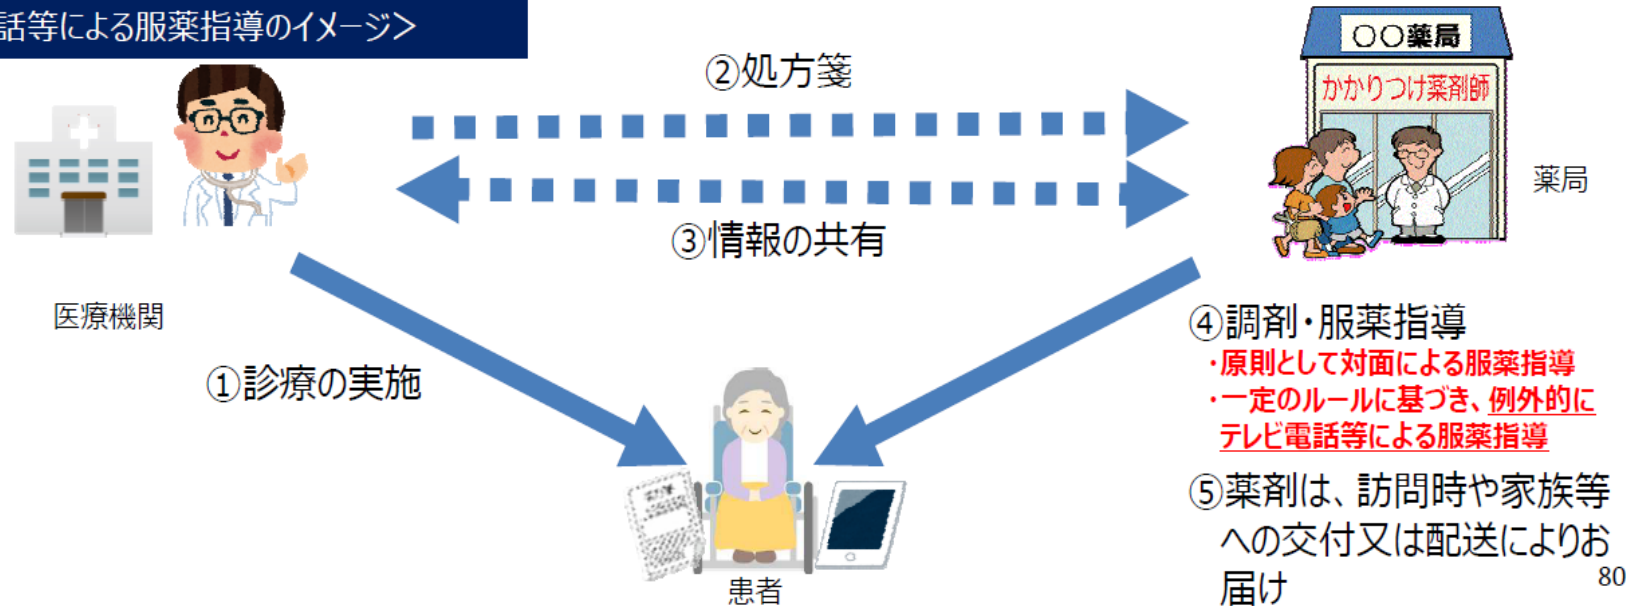 話等による服薬指導のイメージ>
②処方箋
③情報の共有
○○薬局
かかりつけ薬剤師
薬局
医療機関
①診療の実施
④調剤・服薬指導
・原則として対面による服薬指導
・一定のルールに基づき、例外的に
テレビ電話等による服薬指導
⑤薬剤は、訪問時や家族等
への交付又は配送によりお
届け
患者
80